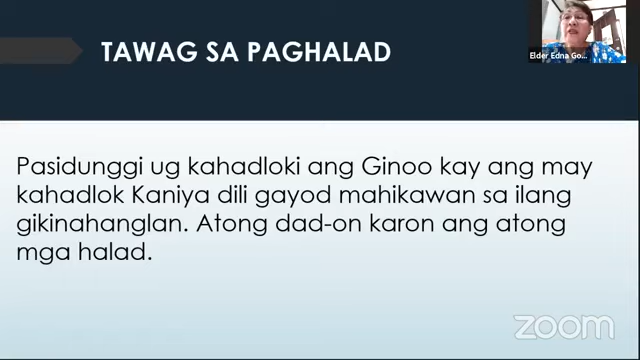 TAWAG SA PAGHALAD
Elder Edna Go...
Pasidunggi ug kahadloki ang Ginoo kay ang may
kahadlok Kaniya dili gayod mahikawan sa ilang
gikinahanglan. Atong dad-on karon ang atong
mga halad.
zoom